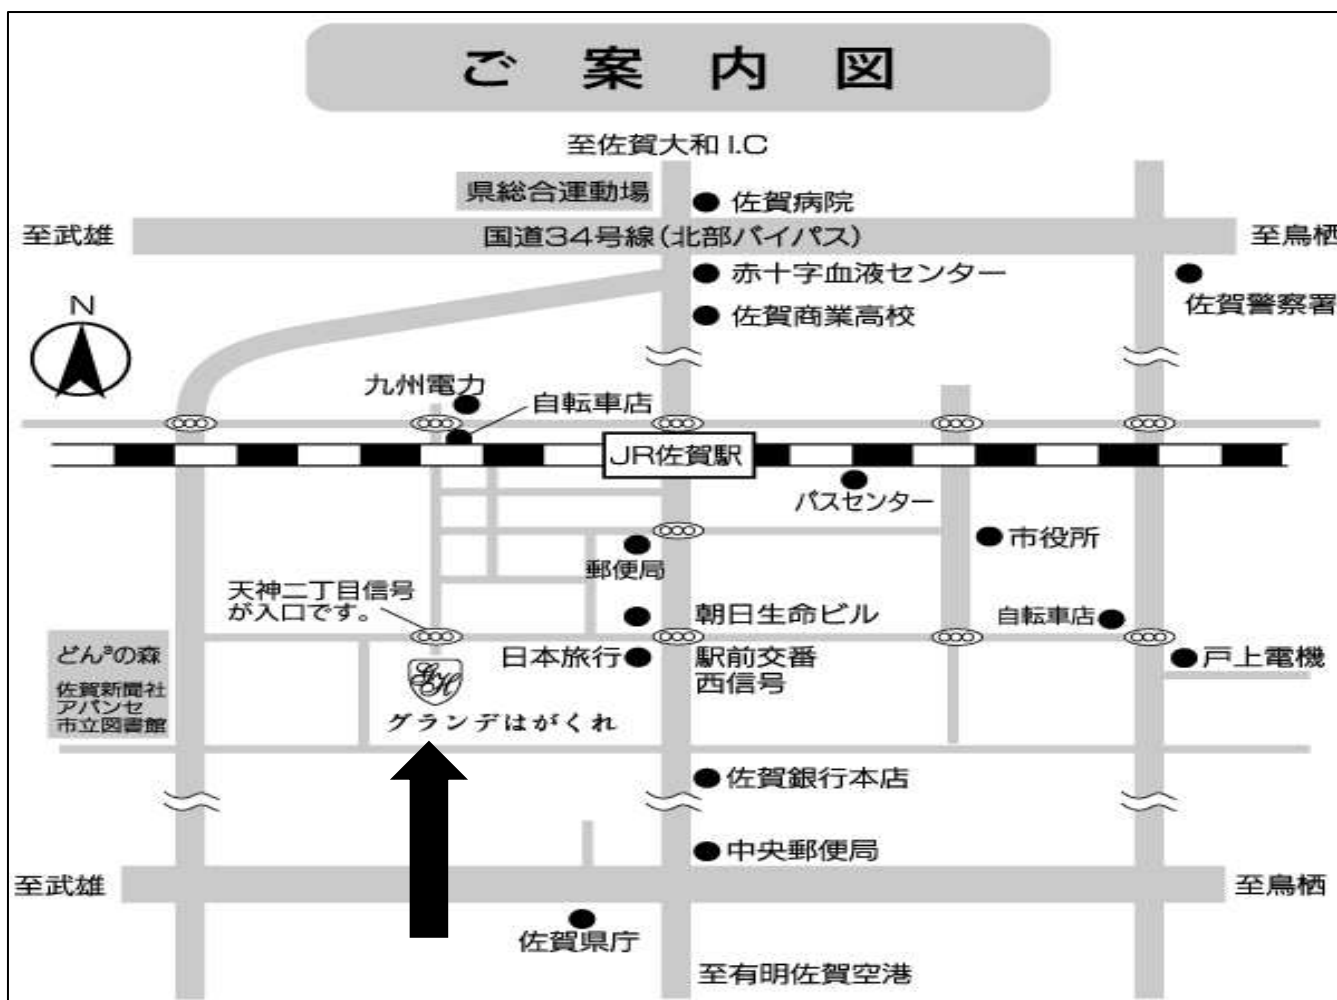 ご案内図
至佐賀大和I.C
県総合運動場
佐賀病院
至武雄
国道34号線(北部バイパス)
至鳥栖
赤十字血液センター
佐賀警察署
佐賀商業高校
N
九州電力
自転車店
JR佐賀駅
バスセンター
市役所
郵便局
天神二丁目信号
が入口です。
朝日生命ビル
自転車店
どん³の森
佐賀新聞社
アバンセ
市立図書館
日本旅行
駅前交番
西信号
戸上電機
GH
グランデはがくれ
佐賀銀行本店
中央郵便局
至武雄
至鳥栖
佐賀県庁
至有明佐賀空港